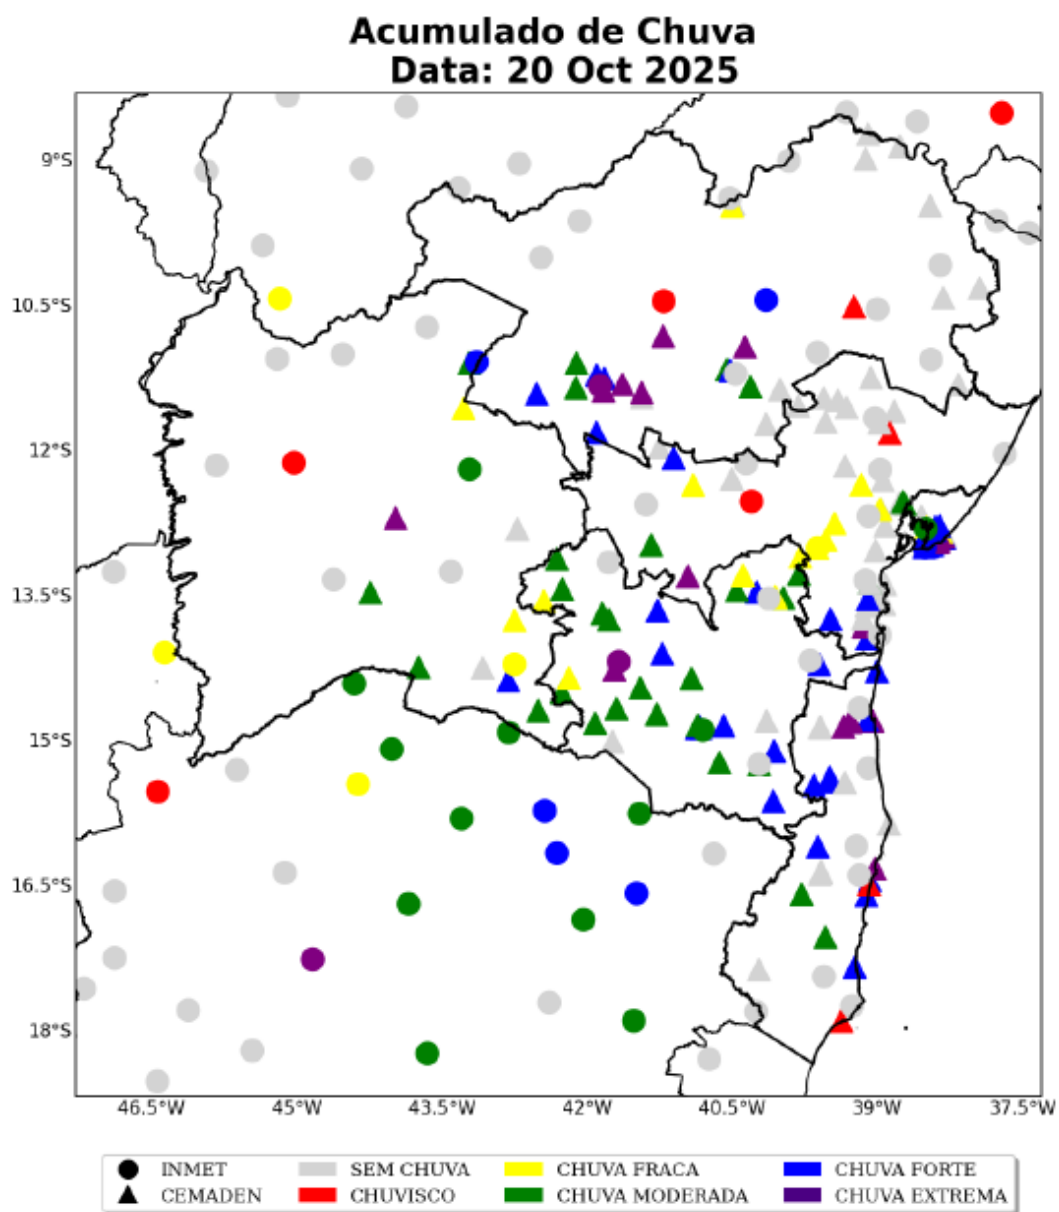 Acumulado de Chuva
Data: 20 Oct 2025
9°S
10.5°S
12°S
13.5°S
15°S
16.5°S
18°S
46.5°W 45°W 43.5°W 42°W 40.5°W 39°W 37.5°W
INMET SEM CHUVA CHUVA FRACA CHUVA FORTE
CEMADEN CHUVISCO CHUVA MODERADA CHUVA EXTREMA